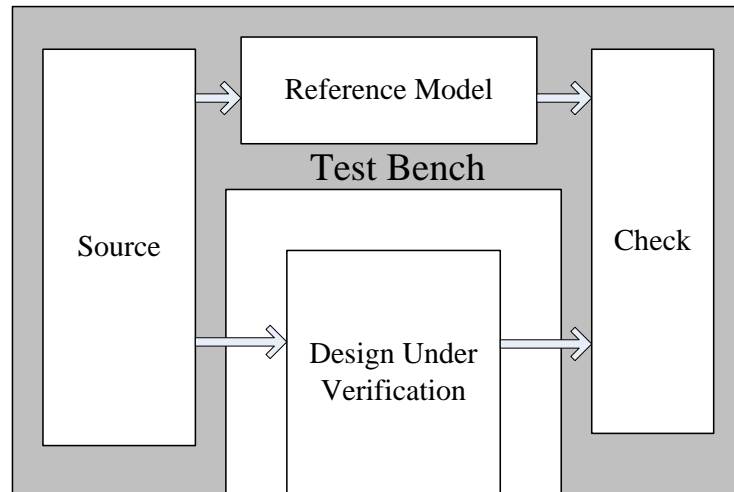 Reference Model
Test Bench
Source
Check
Design Under
Verification